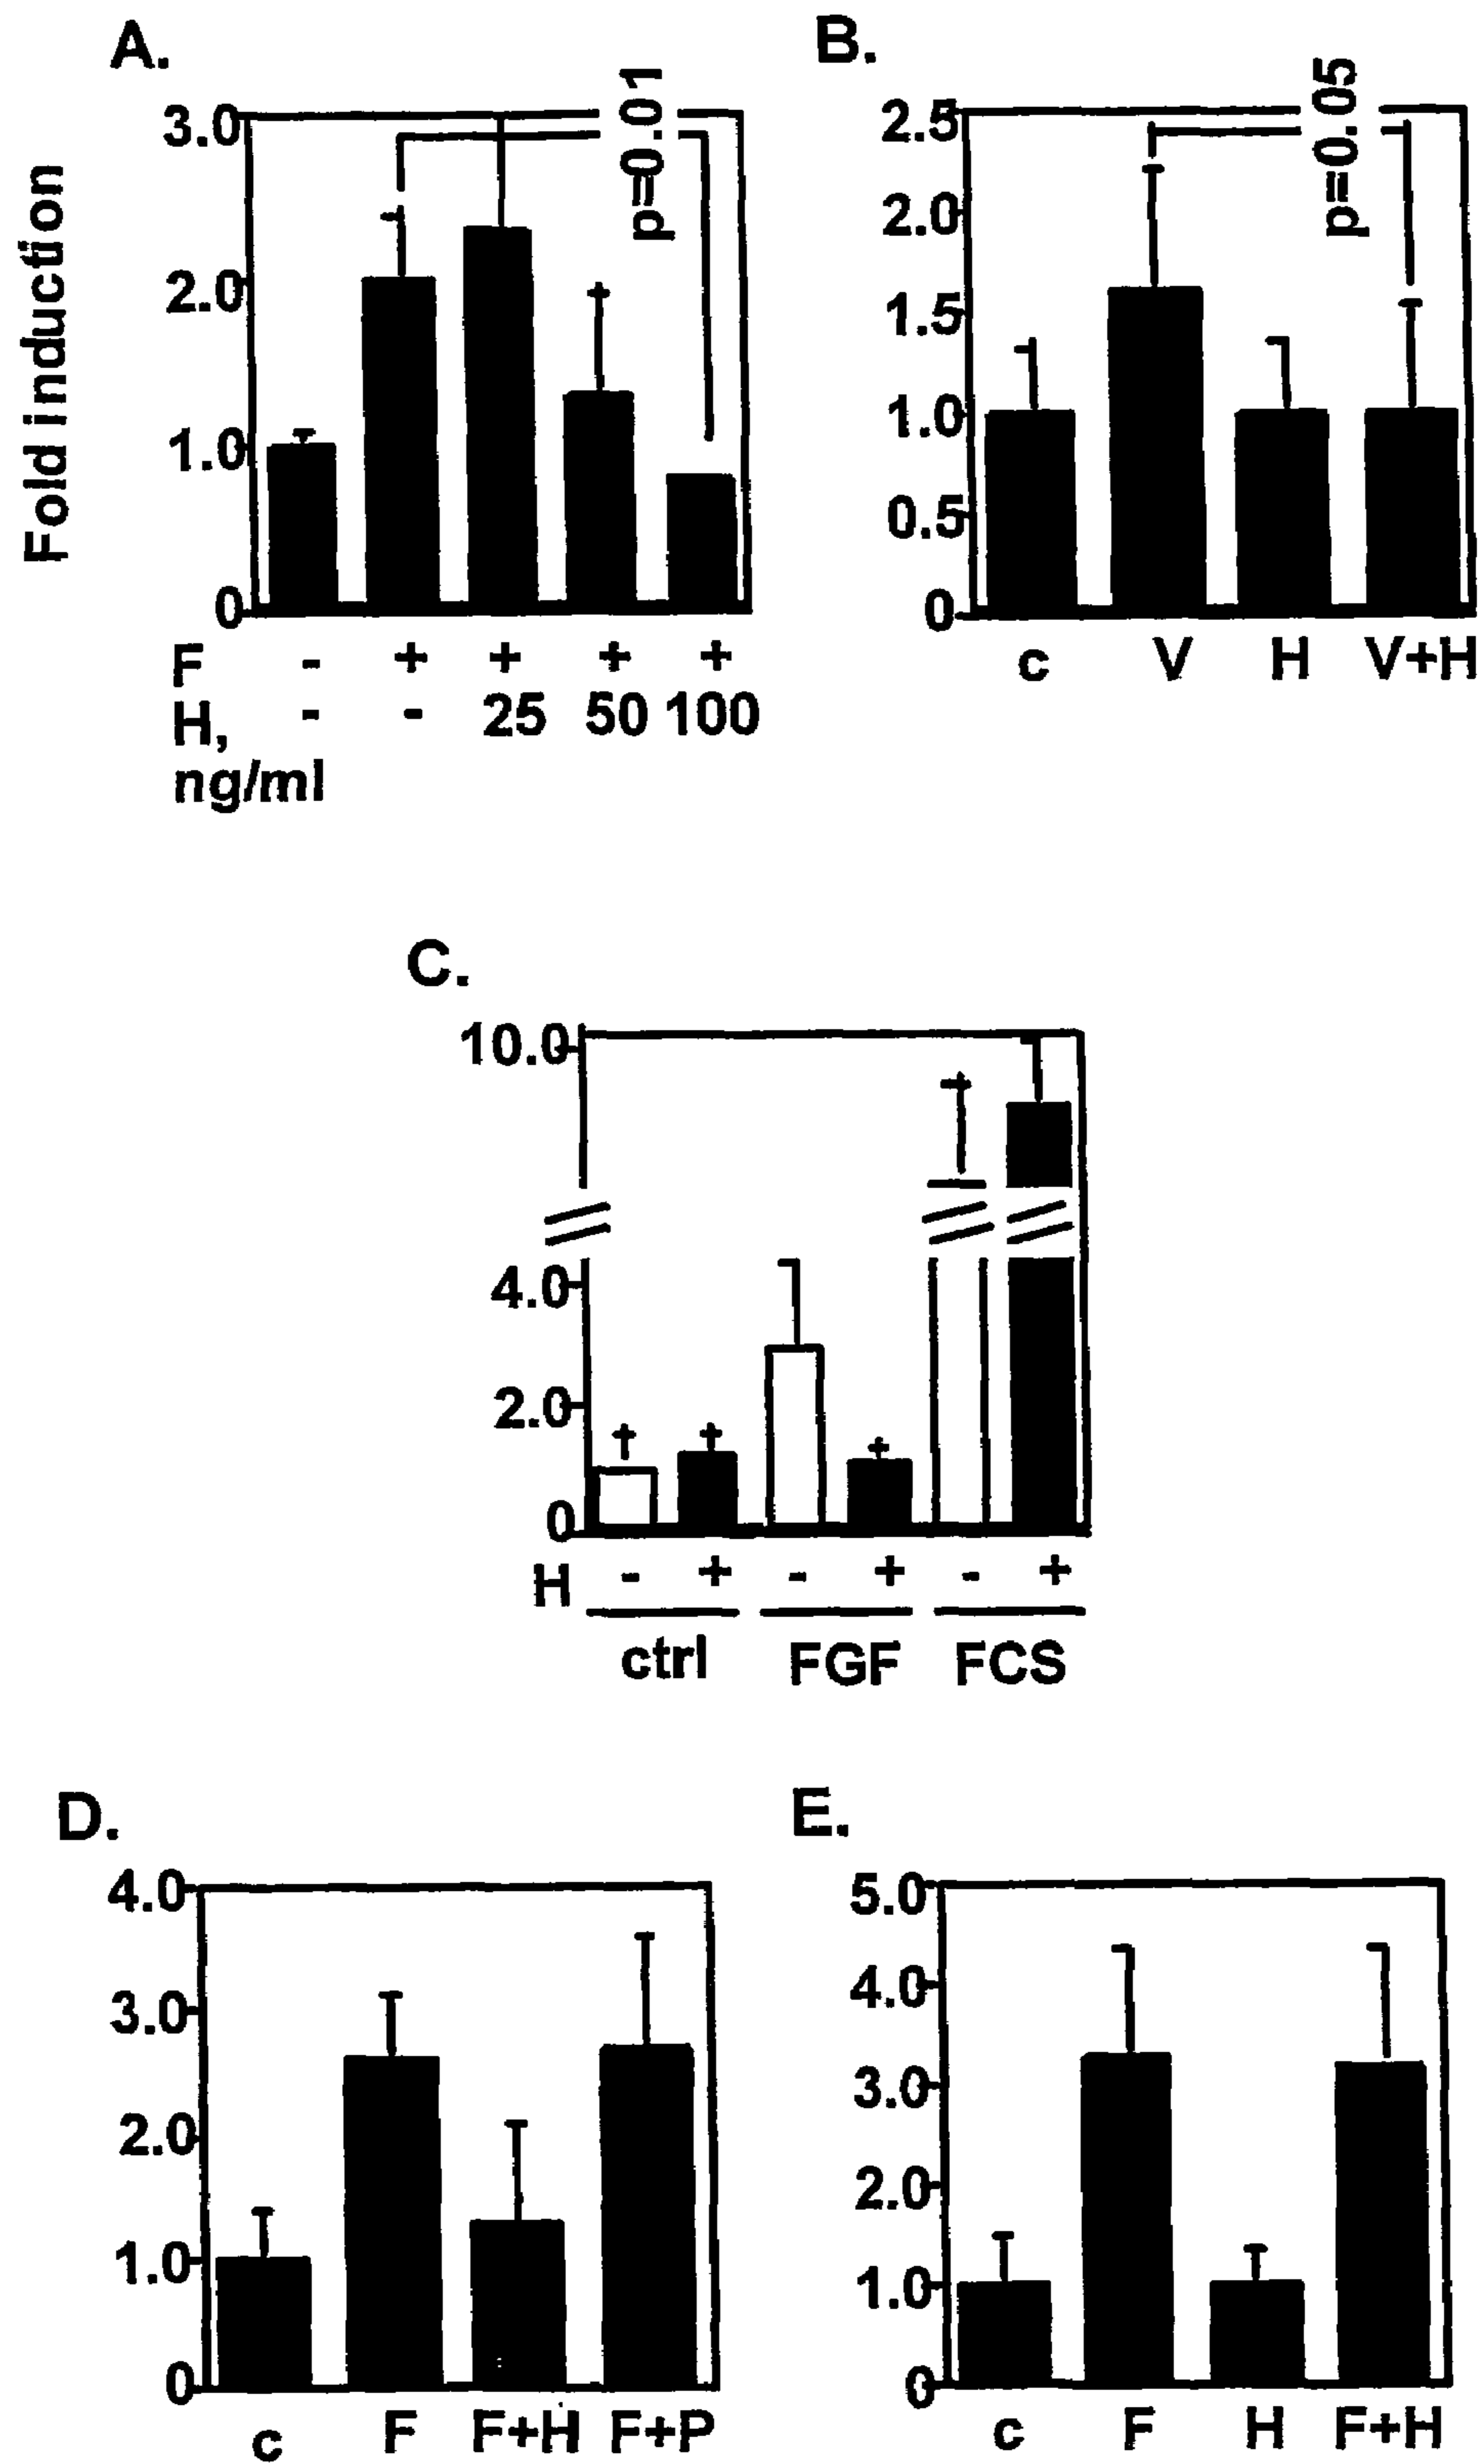 A.
Fold induction
3.0
2.0
1.0
0
p=0.01
F - + + + +
H, - - 25 50 100
ng/ml
B.
2.5
2.0
1.5
1.0
0.5
0
p=0.05
c V H V+H
C.
10.0
4.0
2.0
0
H - + - + - +
ctrl FGF FCS
D.
4.0
3.0
2.0
1.0
0
c F F+H F+P
E.
5.0
4.0
3.0
2.0
1.0
0
c F H F+H